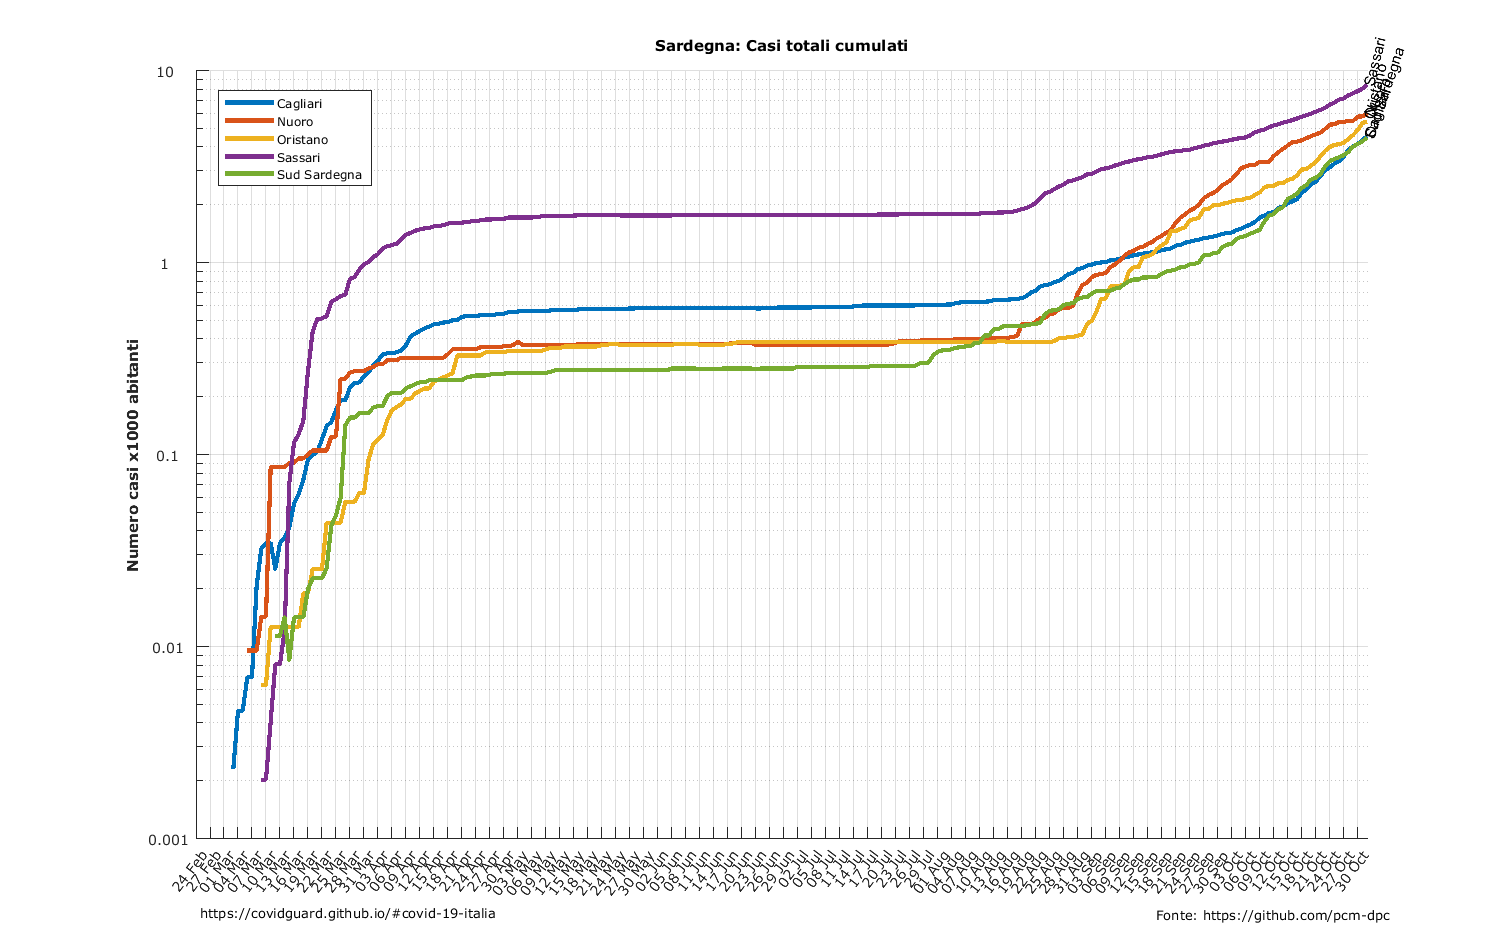 Sardegna: Casi totali cumulati
10
1
0.1
0.01
0.001
Numero casi x1000 abitanti
Cagliari
Nuoro
Oristano
Sassari
Sud Sardegna
Sassari
Oristano
Nuoro
Cagliari
Sud Sardegna
24 Feb
27 Feb
01 Mar
04 Mar
07 Mar
10 Mar
13 Mar
16 Mar
19 Mar
22 Mar
25 Mar
28 Mar
31 Mar
03 Apr
06 Apr
09 Apr
12 Apr
15 Apr
18 Apr
21 Apr
24 Apr
27 Apr
30 Apr
03 May
06 May
09 May
12 May
15 May
18 May
21 May
24 May
27 May
30 May
02 Jun
05 Jun
08 Jun
11 Jun
14 Jun
17 Jun
20 Jun
23 Jun
26 Jun
29 Jun
02 Jul
05 Jul
08 Jul
11 Jul
14 Jul
17 Jul
20 Jul
23 Jul
26 Jul
29 Jul
01 Aug
04 Aug
07 Aug
10 Aug
13 Aug
16 Aug
19 Aug
22 Aug
25 Aug
28 Aug
31 Aug
03 Sep
06 Sep
09 Sep
12 Sep
15 Sep
18 Sep
21 Sep
24 Sep
27 Sep
30 Sep
03 Oct
06 Oct
09 Oct
12 Oct
15 Oct
18 Oct
21 Oct
24 Oct
27 Oct
30 Oct
https://covidguard.github.io/#covid-19-italia
Fonte: https://github.com/pcm-dpc